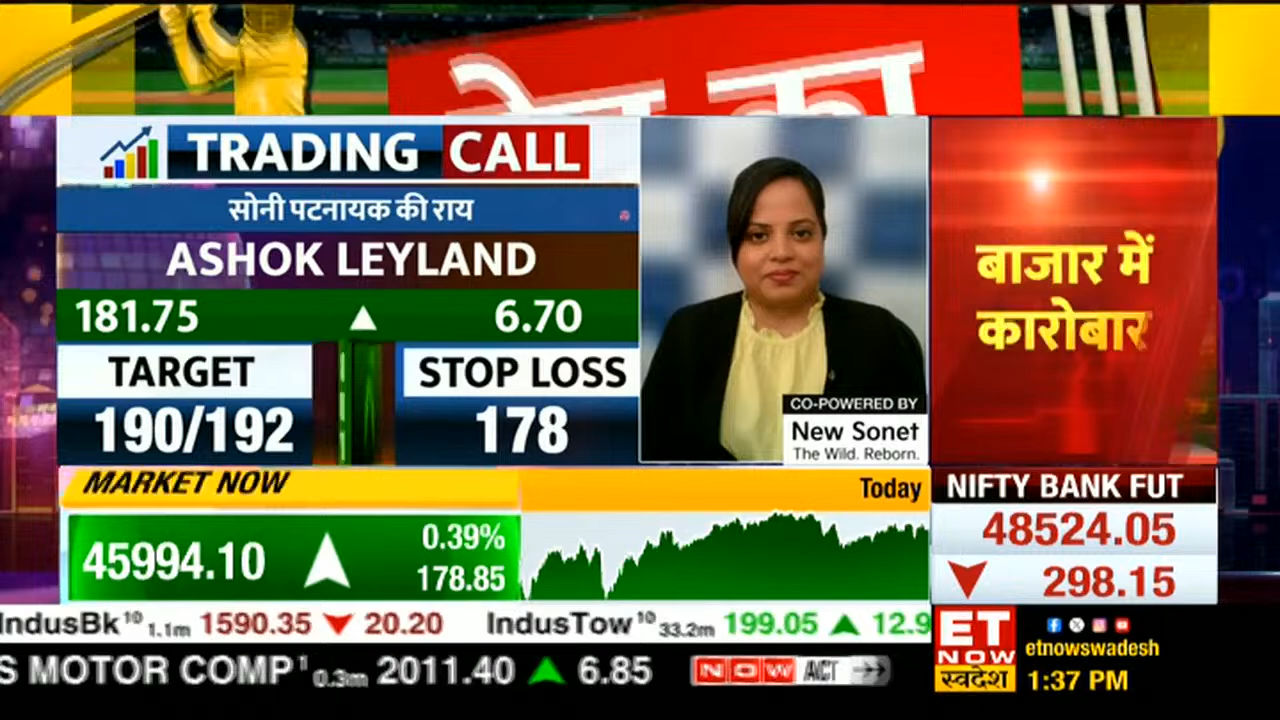 का
TRADING CALL
सोनी पटनायक की राय
ASHOK LEYLAND
181.75 ▲ 6.70
TARGET
190/192
STOP LOSS
178
CO-POWERED BY
New Sonet
The Wild. Reborn.
बाजार में
कारोबार
MARKET NOW
Today
45994.10
0.39%
178.85
NIFTY BANK FUT
48524.05
▼ 298.15
IndusBk 10 1.1m 1590.35 ▼ 20.20 IndusTow 10 33.2m 199.05 ▲ 12.9
S MOTOR COMP 1 0.3m 2011.40 ▲ 6.85 NOW
ET
NOW
स्वदेश
etnowswadesh
1:37 PM